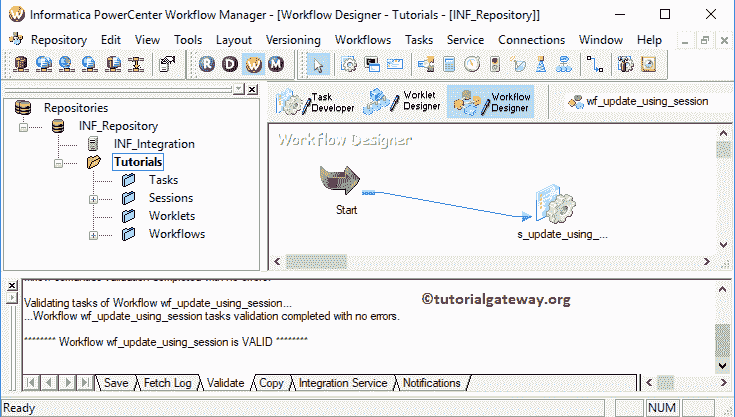 Informatica PowerCenter Workflow Manager - [Workflow Designer - Tutorials - [INF_Repository]]
Repository Edit View Tools Layout Versioning Workflows Tasks Service Connections Window Help
R D W M
Repositories
INF_Repository
INF_Integration
Tutorials
Tasks
Sessions
Worklets
Workflows
Task Developer
Worklet Designer
Workflow Designer
wf_update_using_session
Workflow Designer
Start
s_update_using_...
Validating tasks of Workflow wf_update_using_session...
...Workflow wf_update_using_session tasks validation completed with no errors.
******** Workflow wf_update_using_session is VALID ********
©tutorialgateway.org
Save Fetch Log Validate Copy Integration Service Notifications
Ready
NUM